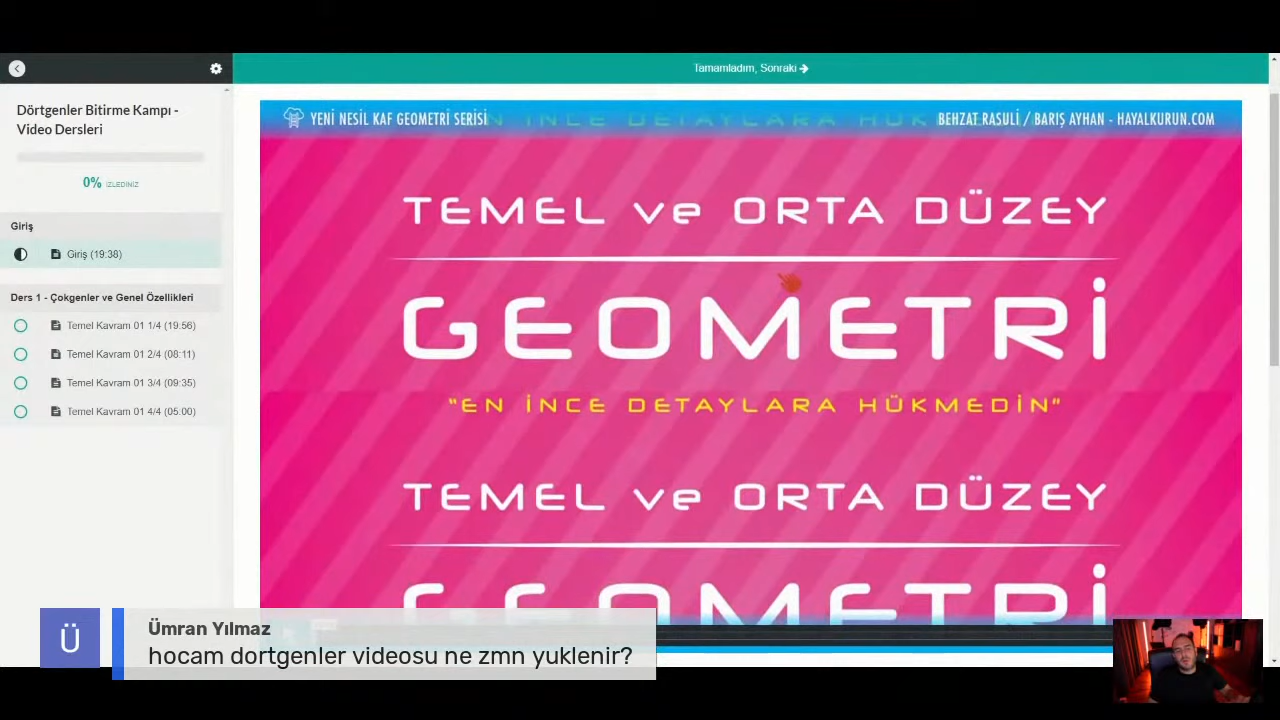 Tamamladım, Sonraki
Dörtgenler Bitirme Kampı -
Video Dersleri
0% İZLEDİNİZ
Giriş
Giriş (19:38)
Ders 1 - Çokgenler ve Genel Özellikleri
Temel Kavram 01 1/4 (19:56)
Temel Kavram 01 2/4 (08:11)
Temel Kavram 01 3/4 (09:35)
Temel Kavram 01 4/4 (05:00)
YENİ NESİL KAF GEOMETRİ SERİSİ
BEHZAT RASULİ / BARIŞ AYHAN - HAYALKURUN.COM
TEMEL ve ORTA DÜZEY
GEOMETRİ
"EN İNCE DETAYLARA HÜKMEDİN"
TEMEL ve ORTA DÜZEY
GEOMETRİ
Ü
Ümran Yılmaz
hocam dortgenler videosu ne zmn yuklenir?